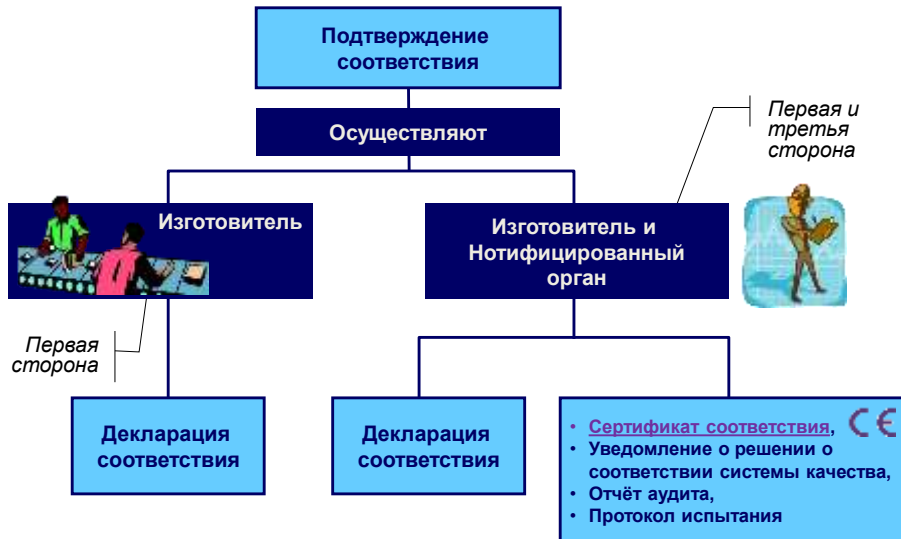 Подтверждение
соответствия
Осуществляют
Первая и
третья
сторона
Изготовитель
Изготовитель и
Нотифицированный
орган
Первая
сторона
Декларация
соответствия
Декларация
соответствия
• Сертификат соответствия, CE
• Уведомление о решении о
соответствии системы качества,
• Отчёт аудита,
• Протокол испытания